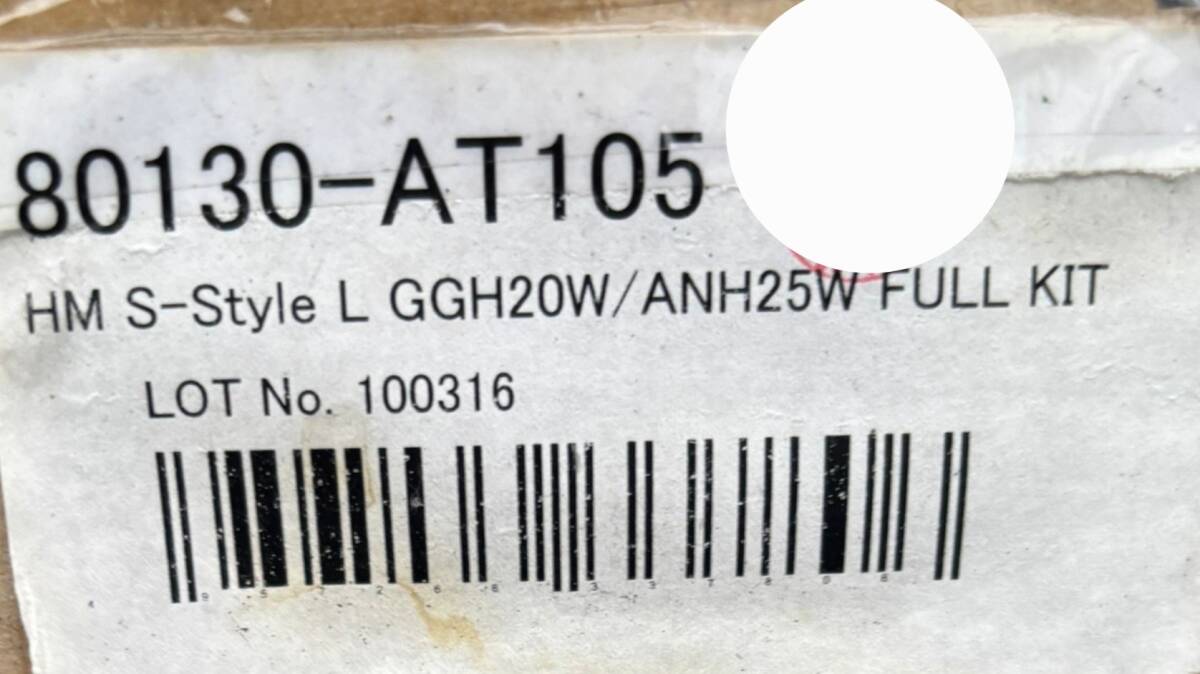 80130-AT105
HM S-Style L GGH20W/ANH25W FULL KIT
LOT No. 100316